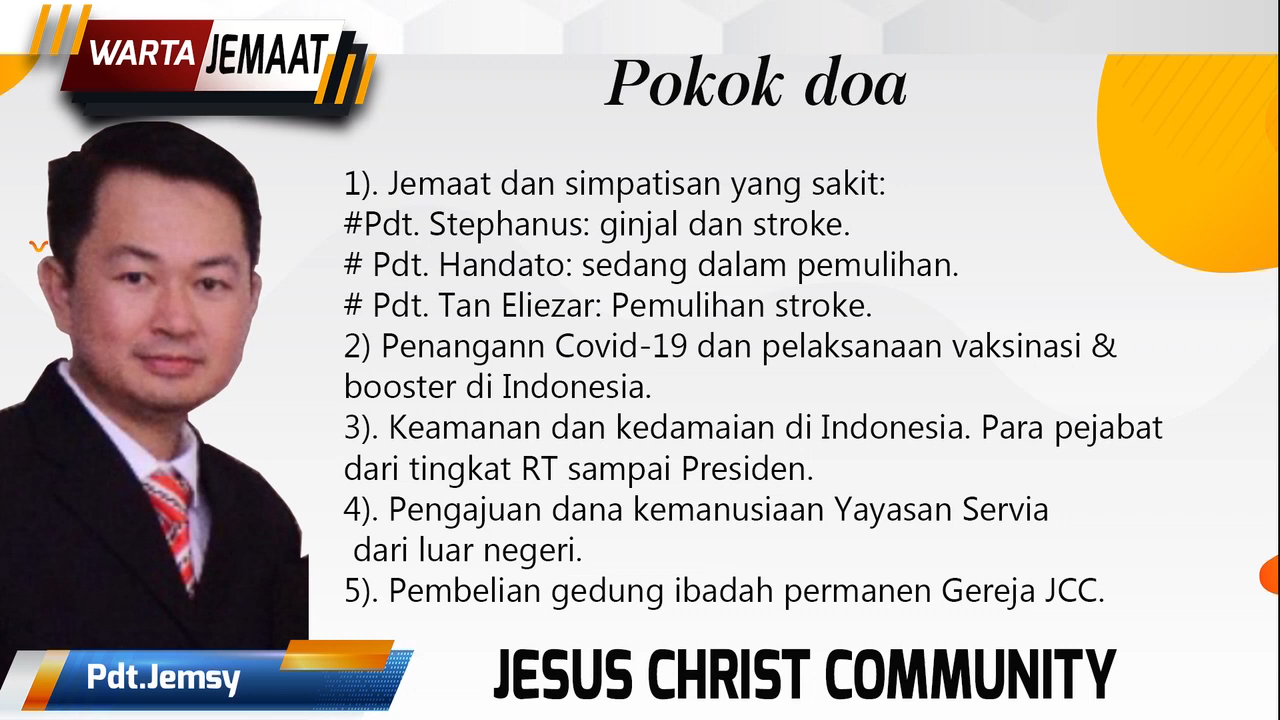 WARTA JEMAAT
Pokok doa
1). Jemaat dan simpatisan yang sakit:
#Pdt. Stephanus: ginjal dan stroke.
# Pdt. Handato: sedang dalam pemulihan.
# Pdt. Tan Eliezar: Pemulihan stroke.
2) Penangann Covid-19 dan pelaksanaan vaksinasi &
booster di Indonesia.
3). Keamanan dan kedamaian di Indonesia. Para pejabat
dari tingkat RT sampai Presiden.
4). Pengajuan dana kemanusiaan Yayasan Servia
dari luar negeri.
5). Pembelian gedung ibadah permanen Gereja JCC.
Pdt.Jemsy
JESUS CHRIST COMMUNITY